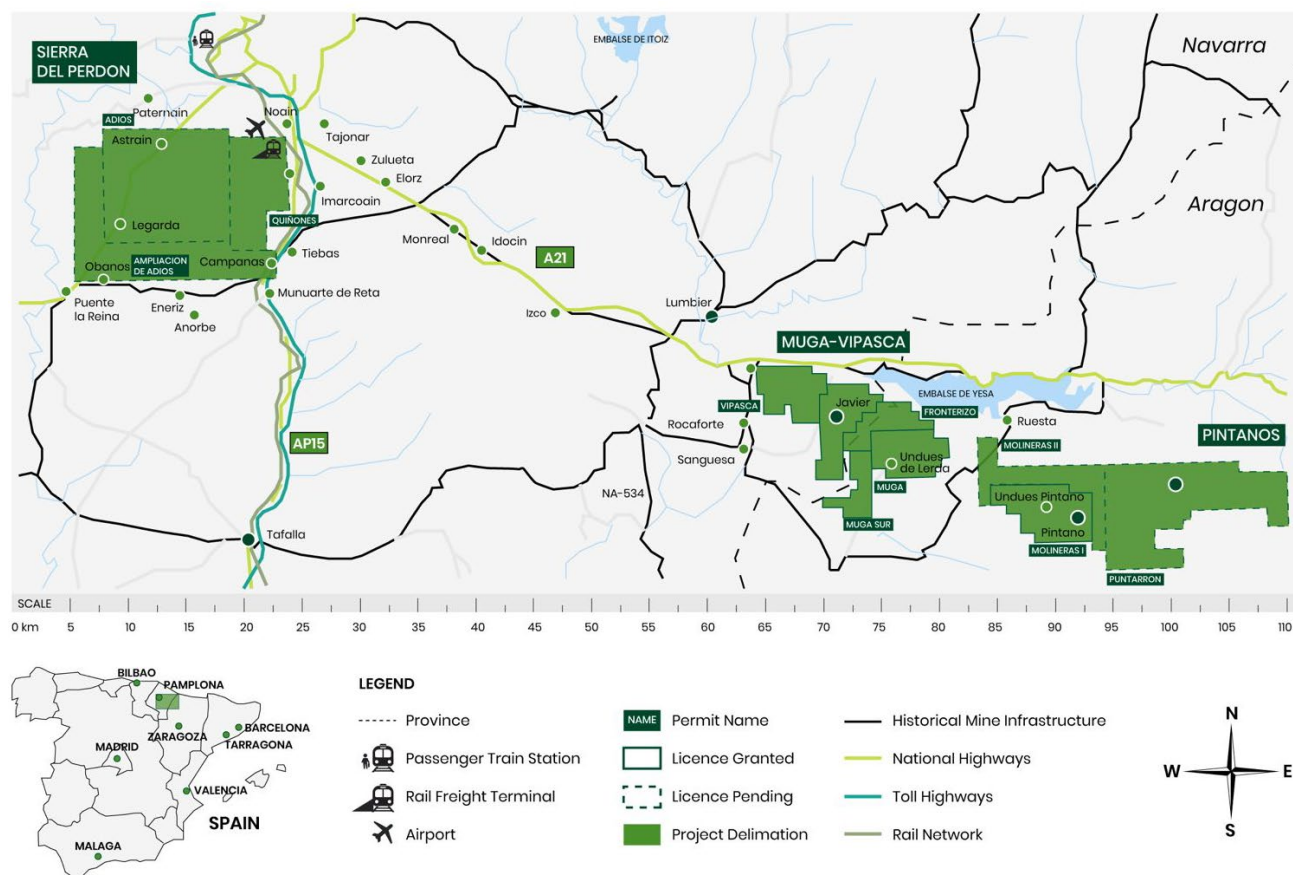 SIERRA
DEL PERDON
EMBALSE DE ITOIZ
Navarra
Aragon
Paternain
ADIOS
Astrain
Noain
Tajonar
Zulueta
Elorz
Imarcoain
Legarda
QUIÑONES
Monreal
Idocin
A21
Tiebas
Obanos
AMPLIACION
DE ADIOS
Campanas
Puente
la Reina
Eneriz
Anorbe
Munuarte de Reta
Izco
Lumbier
MUGA-VIPASCA
EMBALSE DE YESA
VIPASCA
Javier
FRONTERIZO
Rocaforte
Ruesta
PINTANOS
AP15
Sanguesa
Undues
de Lerda
MOLINERAS II
MUGA
NA-534
Undues Pintano
MUGA SUR
Pintano
Tafalla
MOLINERAS I
PUNTARRON
SCALE
0 km 5 10 15 20 25 30 35 40 45 50 55 60 65 70 75 80 85 90 95 100 105 110
BILBAO
PAMPLONA
BARCELONA
ZARAGOZA
TARRAGONA
MADRID
VALENCIA
SPAIN
MALAGA
LEGEND
Province
Passenger Train Station
Rail Freight Terminal
Airport
NAME Permit Name
Licence Granted
Licence Pending
Project Delimation
Historical Mine Infrastructure
National Highways
Toll Highways
Rail Network
N
W E
S